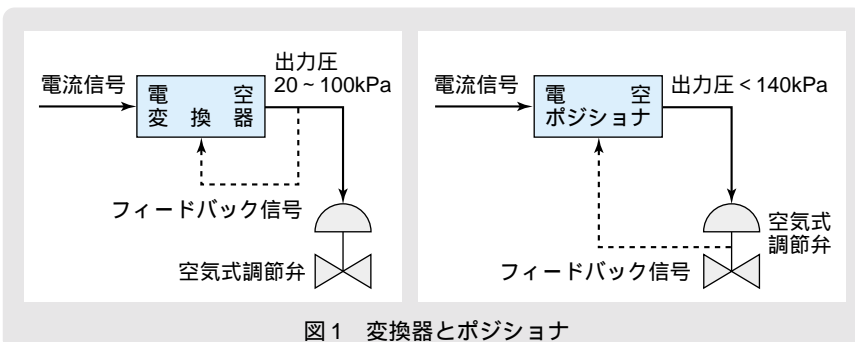 電流信号
電　　空
変　換　器
出力圧
20～100kPa
フィードバック信号
空気式調節弁
電流信号
電　　空
ポジショナ
出力圧＜140kPa
空気式
調節弁
フィードバック信号
図1　変換器とポジショナ